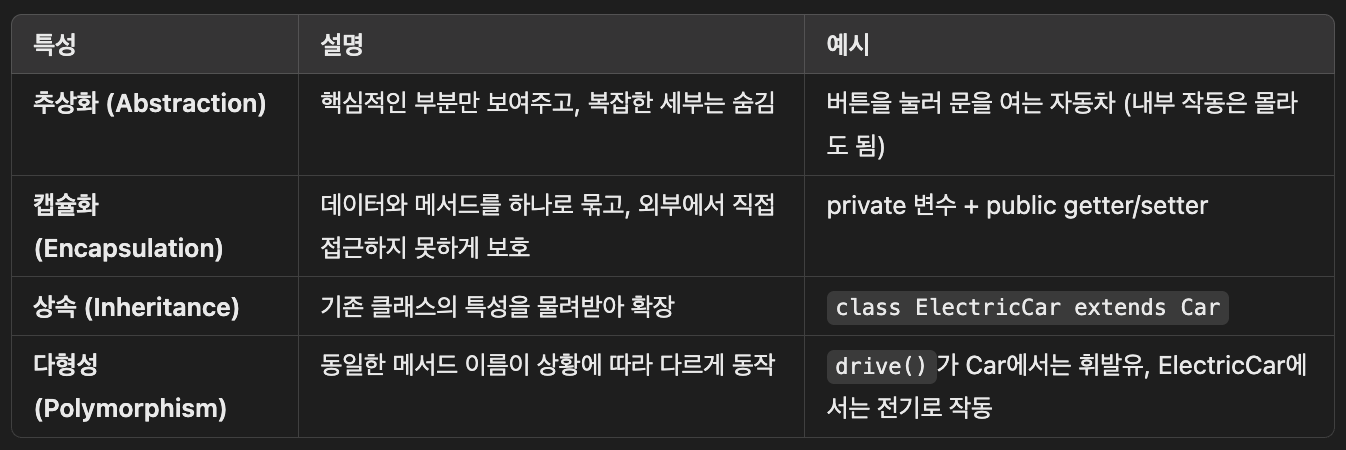 특성 설명 예시
추상화 (Abstraction) 핵심적인 부분만 보여주고, 복잡한 세부는 숨김 버튼을 눌러 문을 여는 자동차 (내부 작동은 몰라
도 됨)
캡슐화 데이터와 메서드를 하나로 묶고, 외부에서 직접 private 변수 + public getter/setter
(Encapsulation) 접근하지 못하게 보호
상속 (Inheritance) 기존 클래스의 특성을 물려받아 확장 class ElectricCar extends Car
다형성 동일한 메서드 이름이 상황에 따라 다르게 동작 drive()가 Car에서는 휘발유, ElectricCar에
(Polymorphism) 서는 전기로 작동